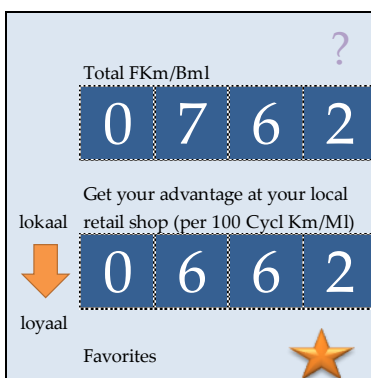 ?
Total FKm/Bml
0 7 6 2
Get your advantage at your local
lokaal retail shop (per 100 Cycl Km/Ml)
0 6 6 2
loyaal
Favorites